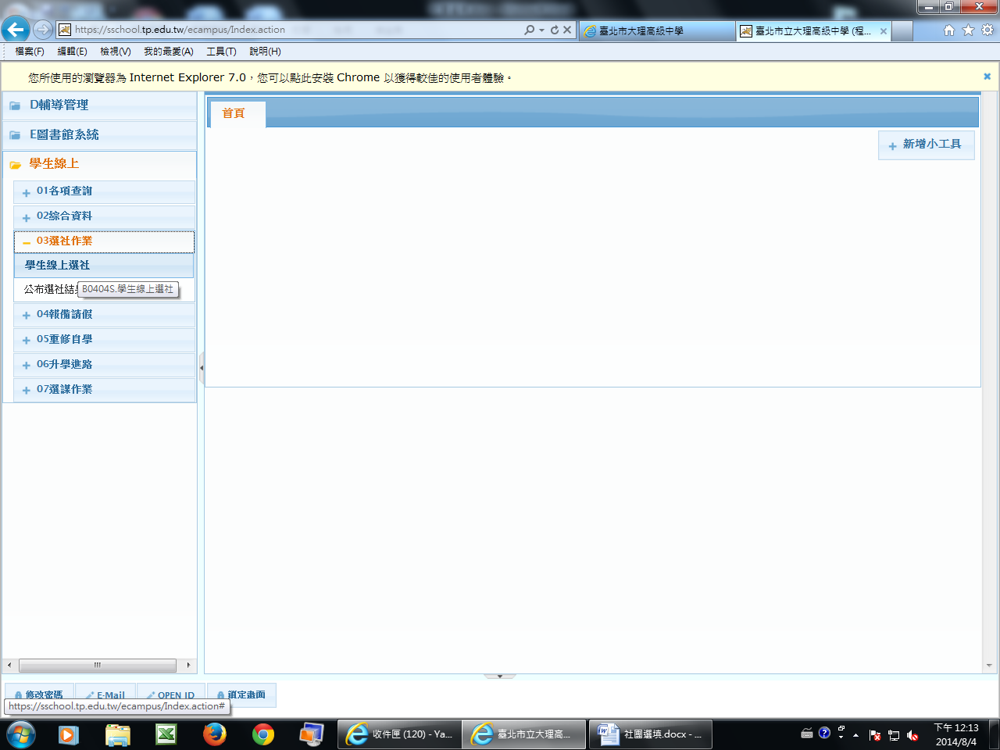 https://sschool.tp.edu.tw/ecampus/Index.action
臺北市大理高級中學
臺北市立大理高級中學 (程...
檔案(F) 編輯(E) 檢視(V) 我的最愛(A) 工具(T) 說明(H)
您所使用的瀏覽器為 Internet Explorer 7.0，您可以點此安裝 Chrome 以獲得較佳的使用者體驗。
D輔導管理
E圖書館系統
學生線上
01各項查詢
02綜合資料
03選社作業
學生線上選社
公布選社結
B0404S.學生線上選社
04報備請假
05重修自學
06升學進路
07選課作業
首頁
新增小工具
修改密碼 E-Mail OPEN ID 鎖定畫面
https://sschool.tp.edu.tw/ecampus/Index.action#
收件匣 (120) - Ya...
臺北市立大理高...
社團選填.docx - ...
下午 12:13
2014/8/4